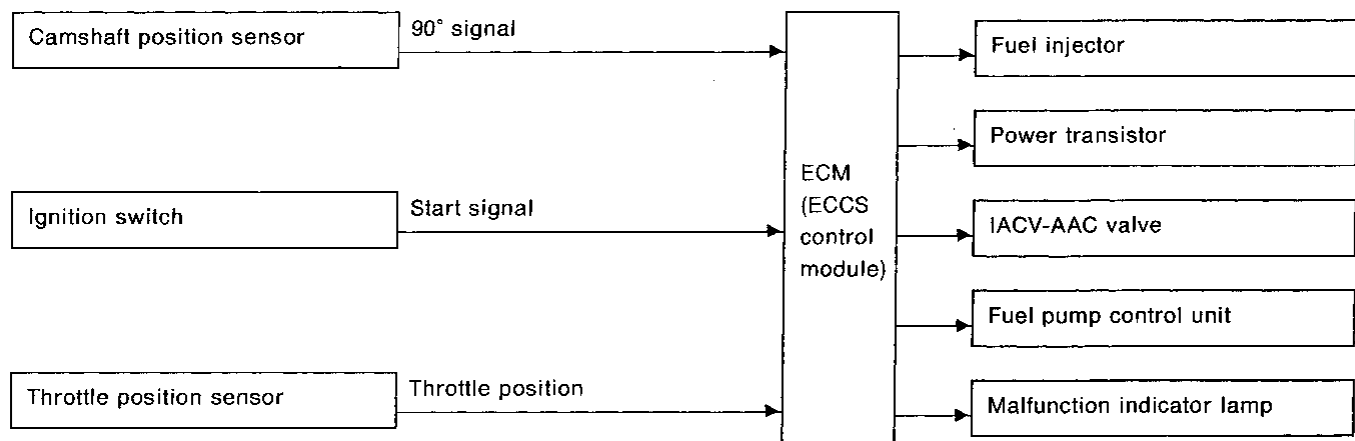 Camshaft position sensor
90° signal
Ignition switch
Start signal
Throttle position sensor
Throttle position
ECM
(ECCS
control
module)
Fuel injector
Power transistor
IACV-AAC valve
Fuel pump control unit
Malfunction indicator lamp